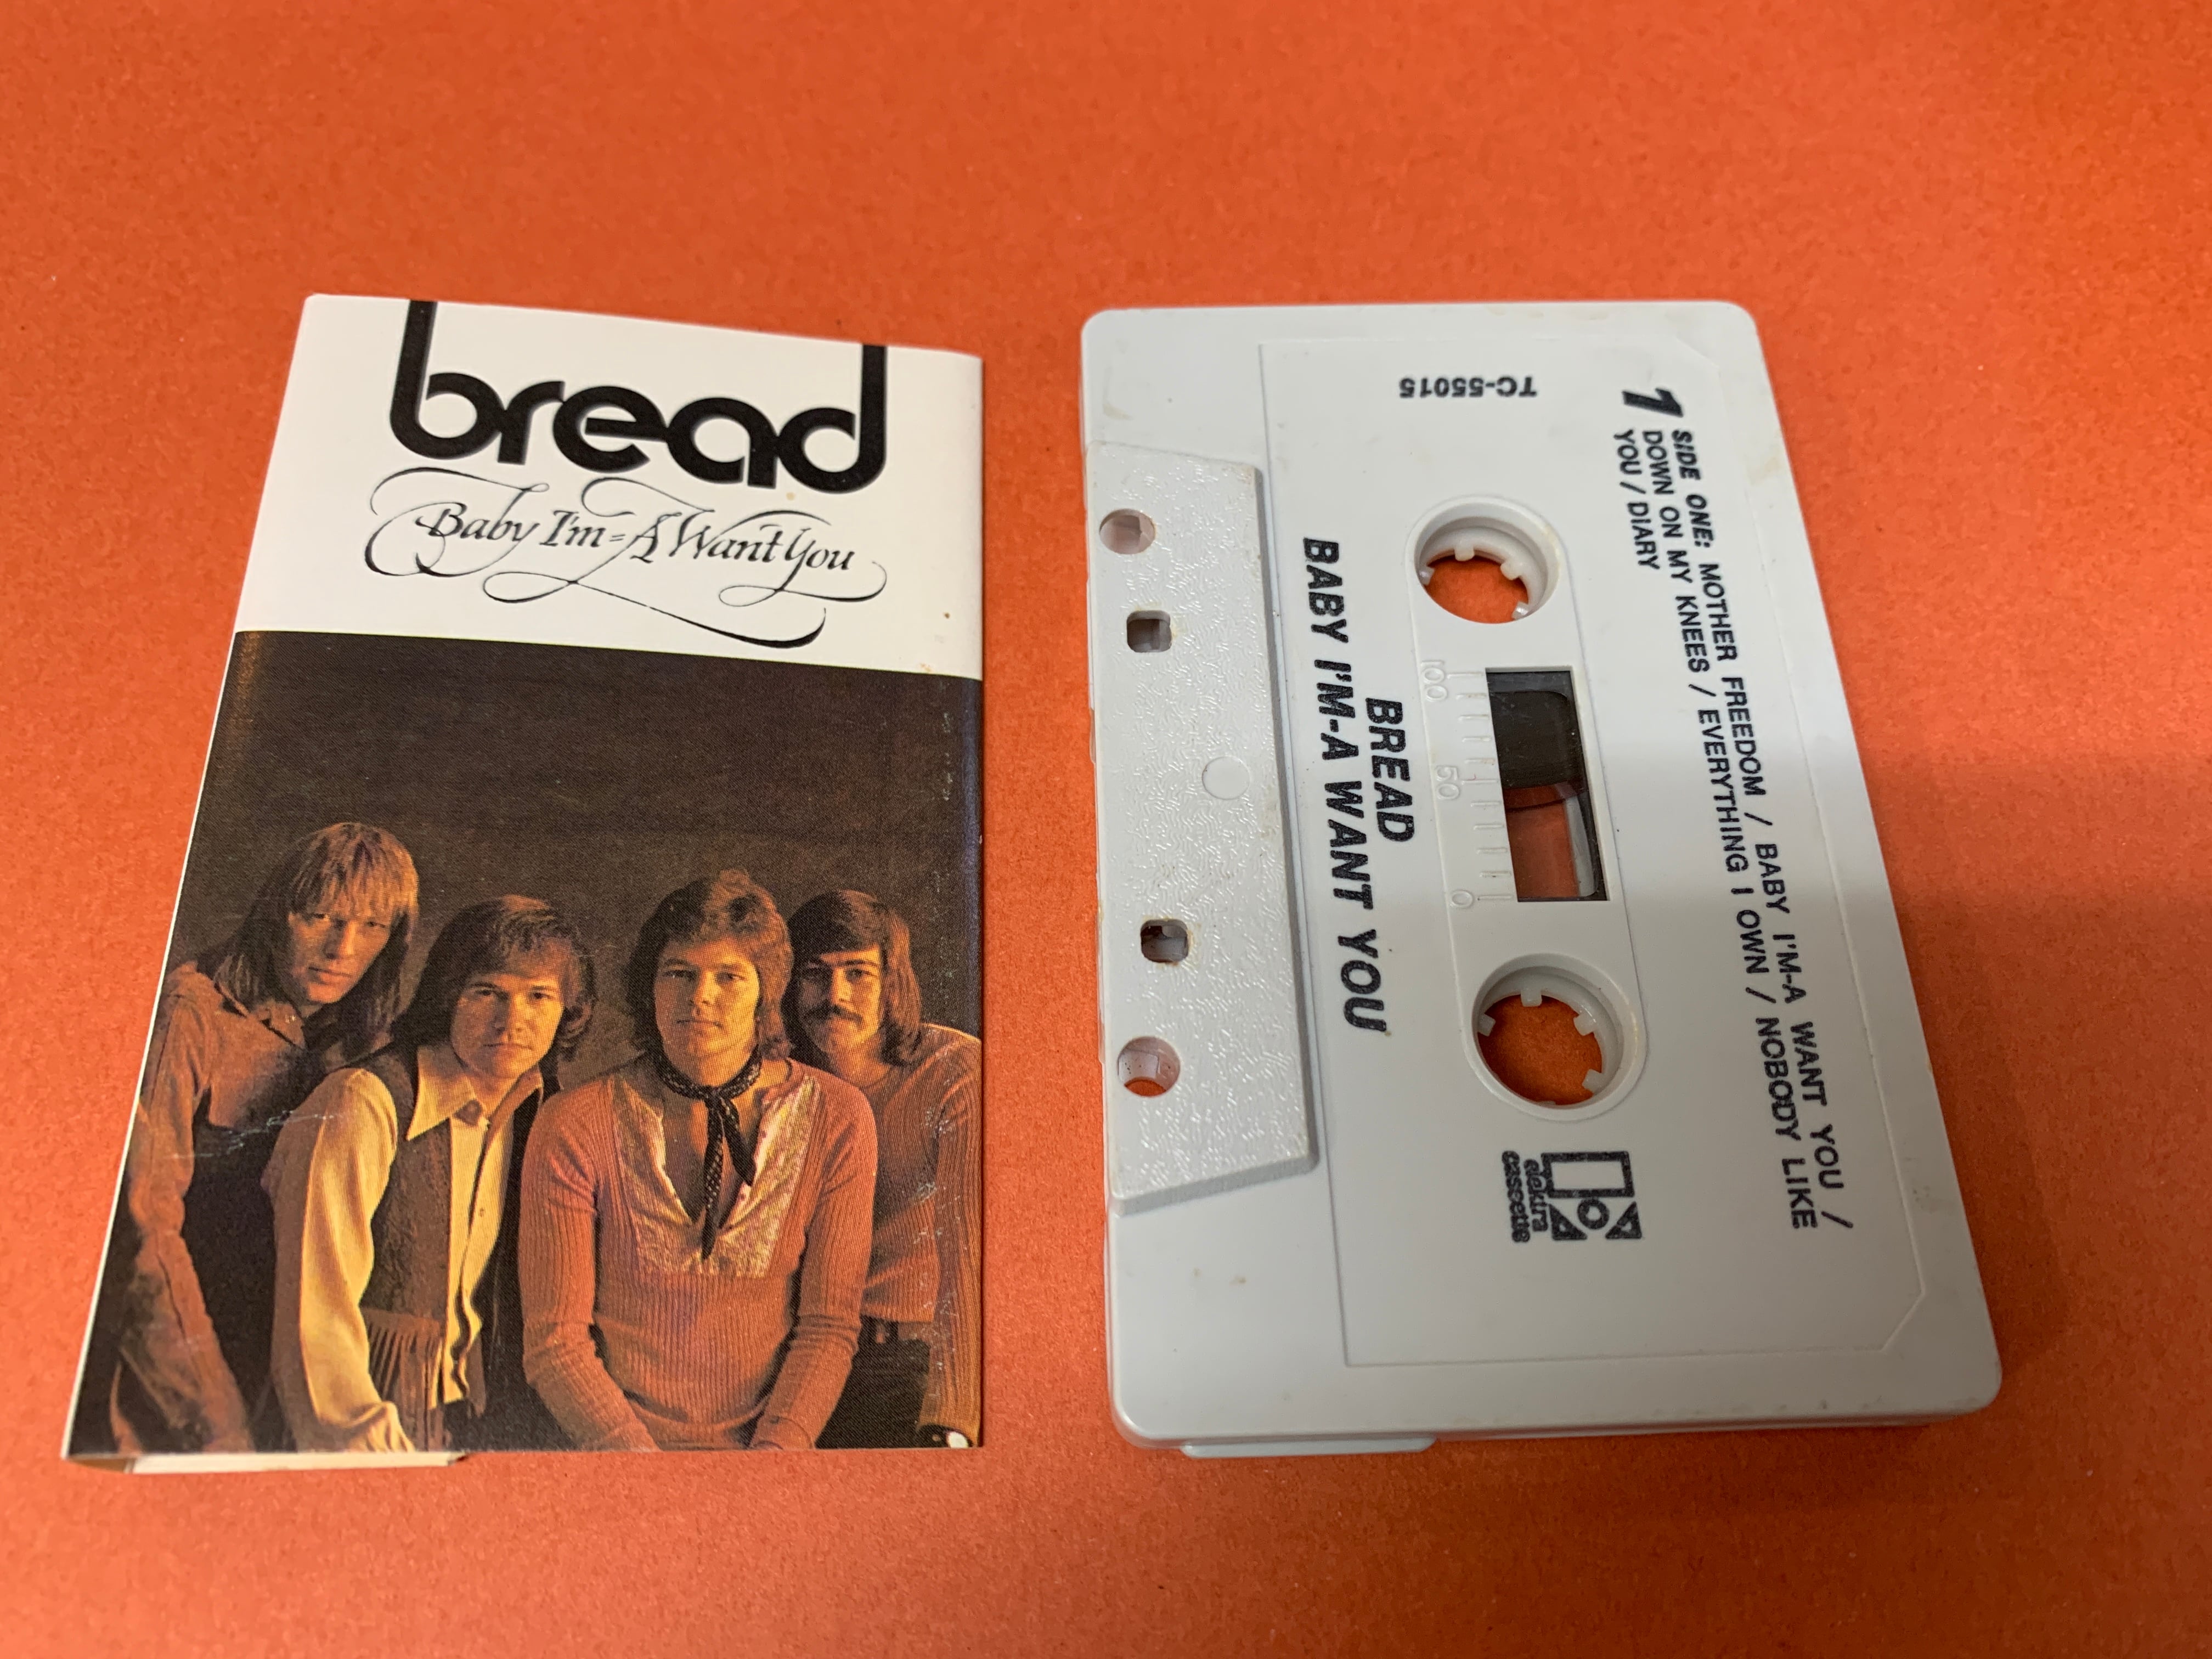 bread
Baby I'm=A Want You
TC-55015
1
SIDE ONE: MOTHER FREEDOM / BABY I'M-A WANT YOU /
DOWN ON MY KNEES / EVERYTHING I OWN / NOBODY LIKE
YOU / DIARY
100 50 0
elektra
cassette
BREAD
BABY I'M-A WANT YOU